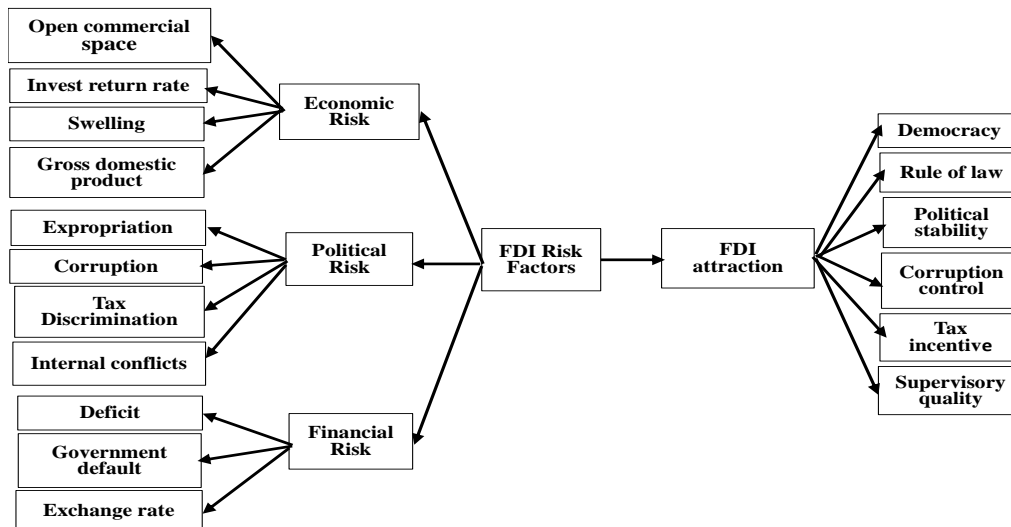 Open commercial
space
Invest return rate
Swelling
Gross domestic
product
Economic
Risk
Expropriation
Corruption
Tax
Discrimination
Internal conflicts
Political
Risk
Deficit
Government
default
Exchange rate
Financial
Risk
FDI Risk
Factors
FDI
attraction
Democracy
Rule of law
Political
stability
Corruption
control
Tax
incentive
Supervisory
quality